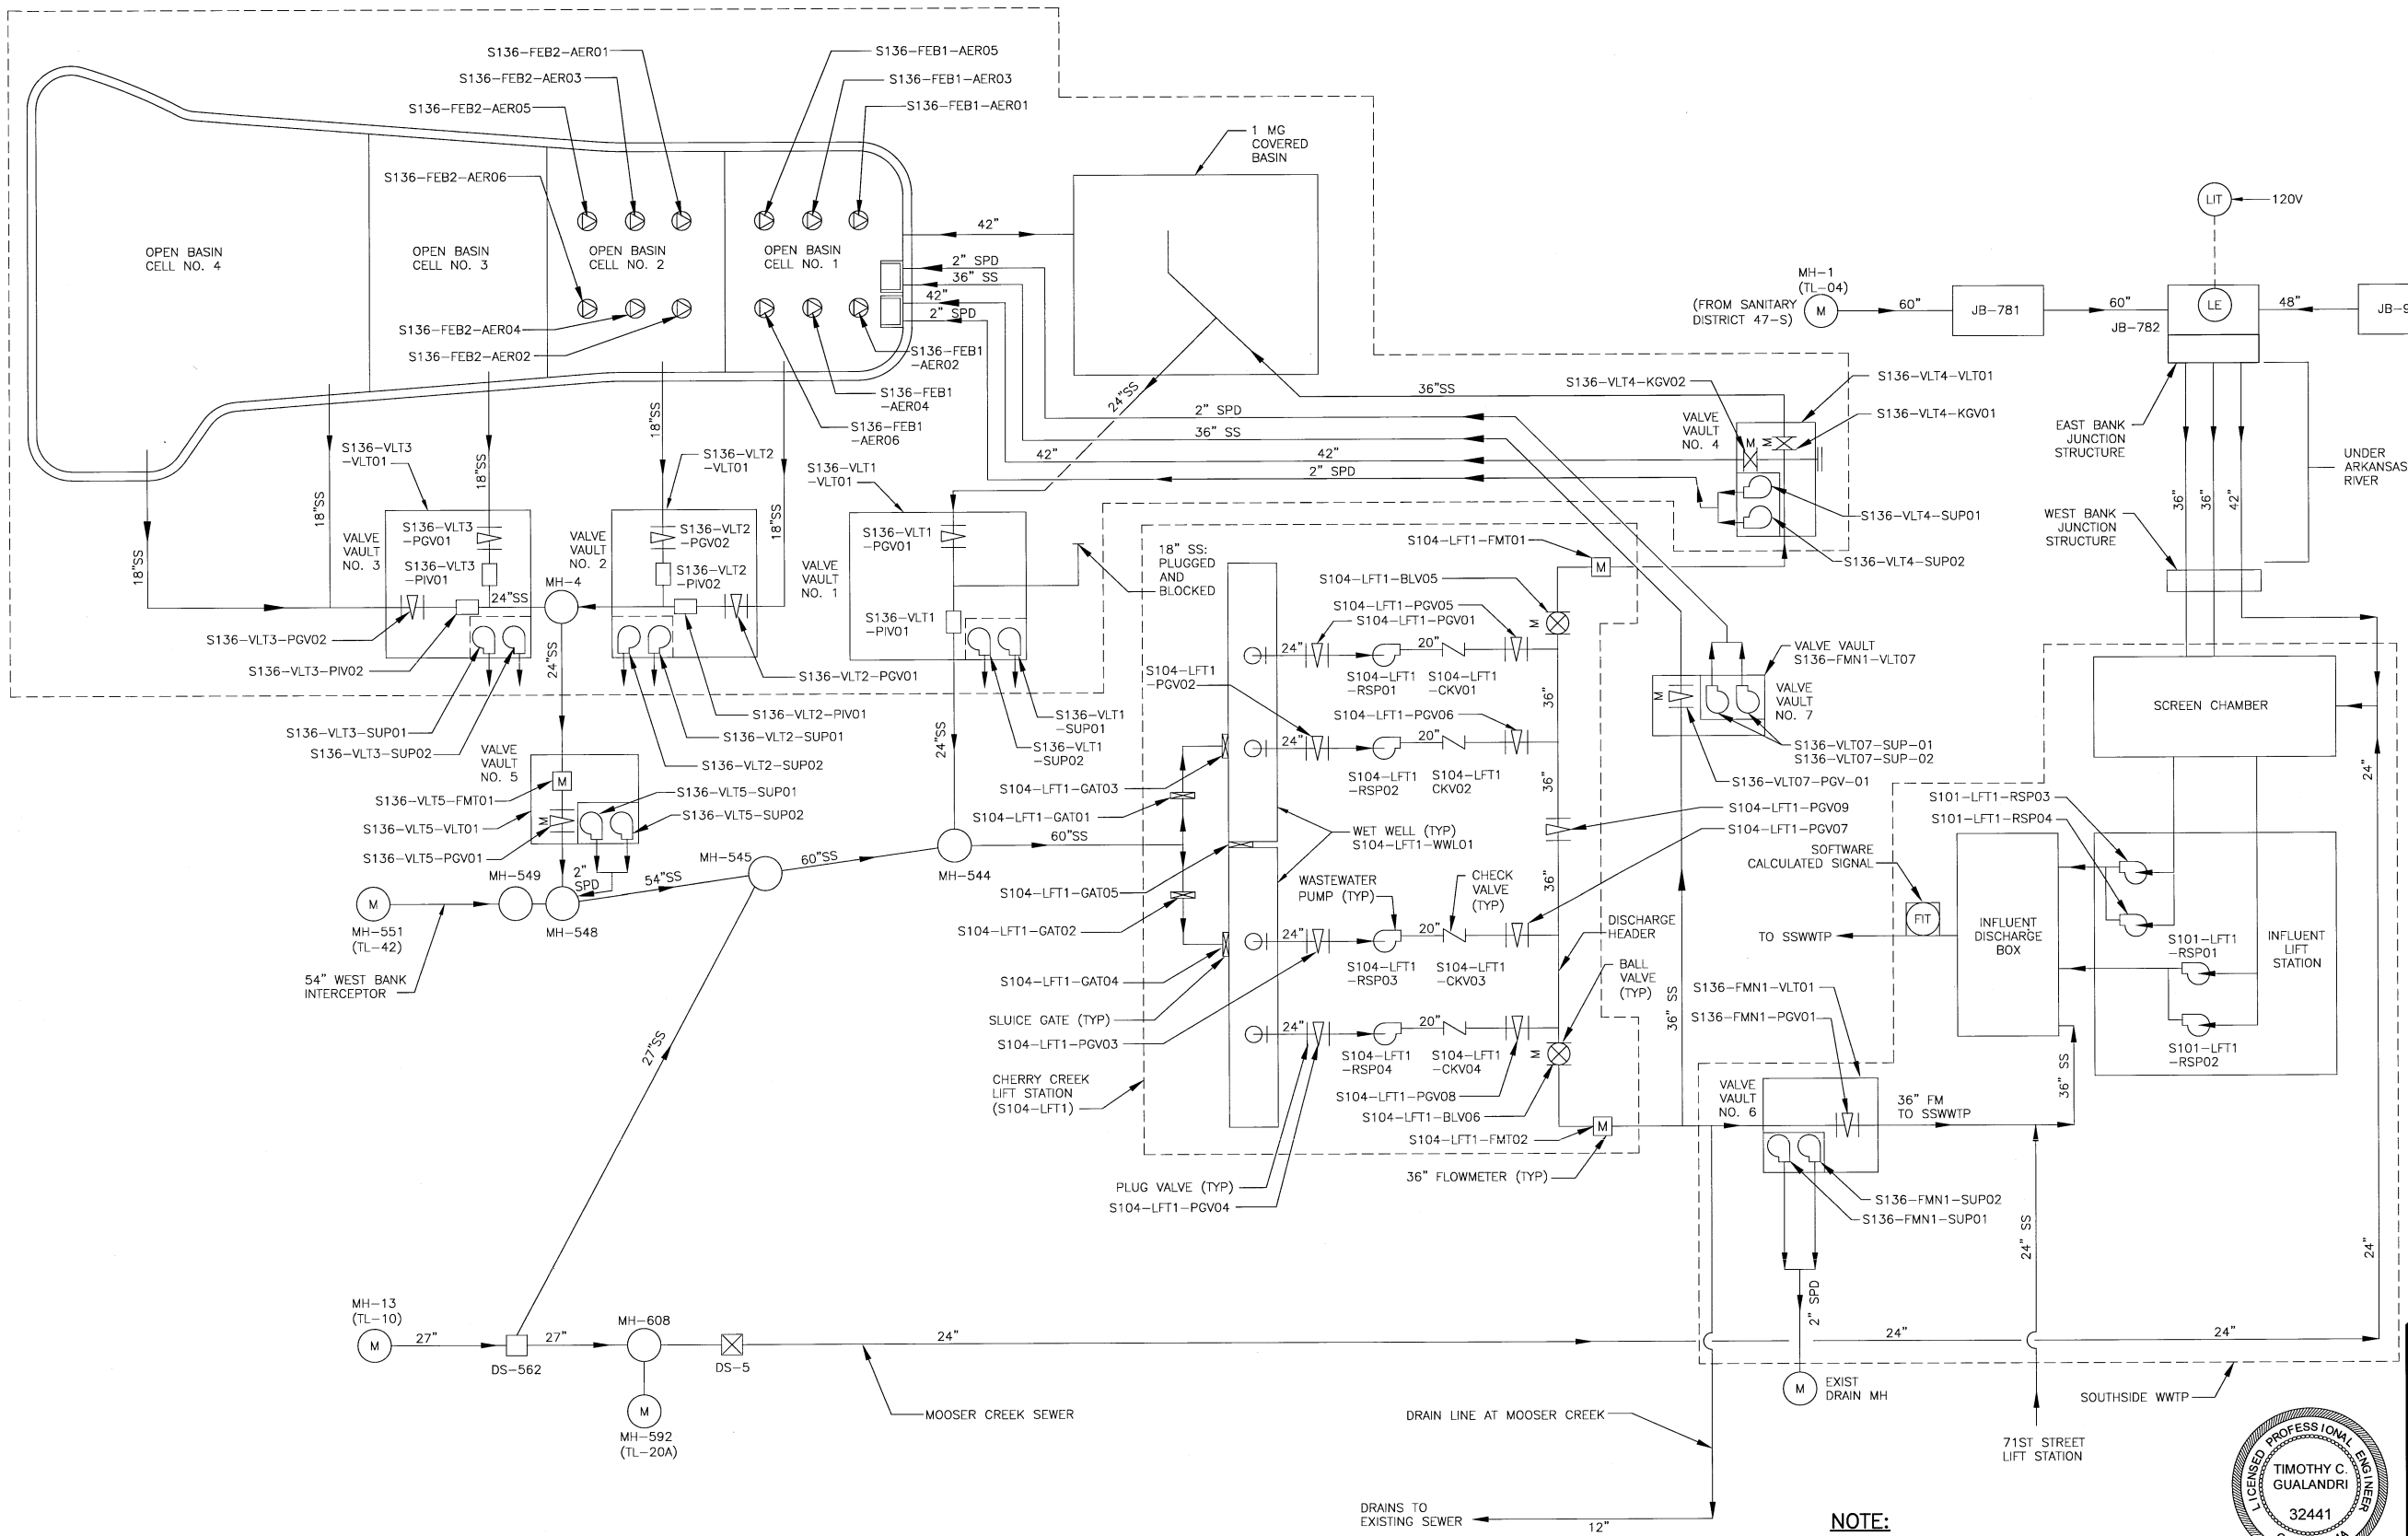 S136-FEB2-AER01
S136-FEB2-AER03
S136-FEB2-AER05
S136-FEB2-AER06
S136-FEB2-AER04
S136-FEB2-AER02
S136-FEB1-AER05
S136-FEB1-AER03
S136-FEB1-AER01
OPEN BASIN
CELL NO. 4
OPEN BASIN
CELL NO. 3
OPEN BASIN
CELL NO. 2
OPEN BASIN
CELL NO. 1
S136-FEB1
-AER02
S136-FEB1
-AER04
S136-FEB1
-AER06
1 MG
COVERED
BASIN
42"
2" SPD
36" SS
42"
2" SPD
24"SS
36"SS
2" SPD
36" SS
42"
42"
2" SPD
LIT
120V
MH-1
(TL-04)
(FROM SANITARY
DISTRICT 47-S)
M
60"
JB-781
60"
LE
JB-782
48"
JB-9
EAST BANK
JUNCTION
STRUCTURE
WEST BANK
JUNCTION
STRUCTURE
UNDER
ARKANSAS
RIVER
36"
36"
42"
S136-VLT4-KGV02
S136-VLT4-VLT01
S136-VLT4-KGV01
VALVE
VAULT
NO. 4
M
M
S136-VLT4-SUP01
S136-VLT4-SUP02
18"SS
18"SS
18"SS
18"SS
18"SS
S136-VLT3
-VLT01
VALVE
VAULT
NO. 3
S136-VLT3
-PGV01
S136-VLT3
-PIV01
24"SS
S136-VLT3-PGV02
S136-VLT3-PIV02
S136-VLT3-SUP01
S136-VLT3-SUP02
MH-4
24"SS
VALVE
VAULT
NO. 2
S136-VLT2
-VLT01
S136-VLT2
-PGV02
S136-VLT2
-PIV02
S136-VLT2-PGV01
S136-VLT2-PIV01
S136-VLT2-SUP01
S136-VLT2-SUP02
S136-VLT1
-VLT01
VALVE
VAULT
NO. 1
S136-VLT1
-PGV01
S136-VLT1
-PIV01
S136-VLT1
-SUP01
S136-VLT1
-SUP02
24"SS
18" SS:
PLUGGED
AND
BLOCKED
VALVE
VAULT
NO. 5
M
M
S136-VLT5-FMT01
S136-VLT5-VLT01
S136-VLT5-PGV01
S136-VLT5-SUP01
S136-VLT5-SUP02
2"
SPD
MH-549
M
MH-551
(TL-42)
54" WEST BANK
INTERCEPTOR
MH-548
54"SS
MH-545
60"SS
MH-544
60"SS
27"SS
S104-LFT1-GAT03
S104-LFT1-GAT01
S104-LFT1-GAT05
S104-LFT1-GAT02
S104-LFT1-GAT04
SLUICE GATE (TYP)
S104-LFT1-PGV03
CHERRY CREEK
LIFT STATION
(S104-LFT1)
PLUG VALVE (TYP)
S104-LFT1-PGV04
S104-LFT1-FMT01
M
S104-LFT1-BLV05
M
S104-LFT1-PGV05
S104-LFT1-PGV01
S104-LFT1
-PGV02
24"
20"
S104-LFT1
-RSP01
S104-LFT1
-CKV01
36"
S104-LFT1-PGV06
24"
20"
S104-LFT1
-RSP02
S104-LFT1
CKV02
36"
S104-LFT1-PGV09
WET WELL (TYP)
S104-LFT1-WWL01
S104-LFT1-PGV07
36"
WASTEWATER
PUMP (TYP)
CHECK
VALVE
(TYP)
24"
20"
S104-LFT1
-RSP03
S104-LFT1
-CKV03
DISCHARGE
HEADER
BALL
VALVE
(TYP)
24"
20"
M
S104-LFT1
-RSP04
S104-LFT1
-CKV04
S104-LFT1-PGV08
S104-LFT1-BLV06
S104-LFT1-FMT02
M
36" FLOWMETER (TYP)
VALVE VAULT
S136-FMN1-VLT07
VALVE
VAULT
NO. 7
M
S136-VLT07-SUP-01
S136-VLT07-SUP-02
S136-VLT07-PGV-01
36" SS
SCREEN CHAMBER
24"
S101-LFT1-RSP03
S101-LFT1-RSP04
SOFTWARE
CALCULATED SIGNAL
FIT
TO SSWWTP
INFLUENT
DISCHARGE
BOX
S101-LFT1
-RSP01
INFLUENT
LIFT
STATION
S101-LFT1
-RSP02
S136-FMN1-VLT01
S136-FMN1-PGV01
VALVE
VAULT
NO. 6
36" FM
TO SSWWTP
36" SS
S136-FMN1-SUP02
S136-FMN1-SUP01
2" SPD
24" SS
24"
MH-13
(TL-10)
M
27"
DS-562
27"
MH-608
DS-5
24"
24"
24"
M
MH-592
(TL-20A)
MOOSER CREEK SEWER
M
EXIST
DRAIN MH
SOUTHSIDE WWTP
DRAIN LINE AT MOOSER CREEK
71ST STREET
LIFT STATION
DRAINS TO
EXISTING SEWER
12"
NOTE:
LICENSED PROFESSIONAL ENGINEER
TIMOTHY C.
GUALANDRI
32441